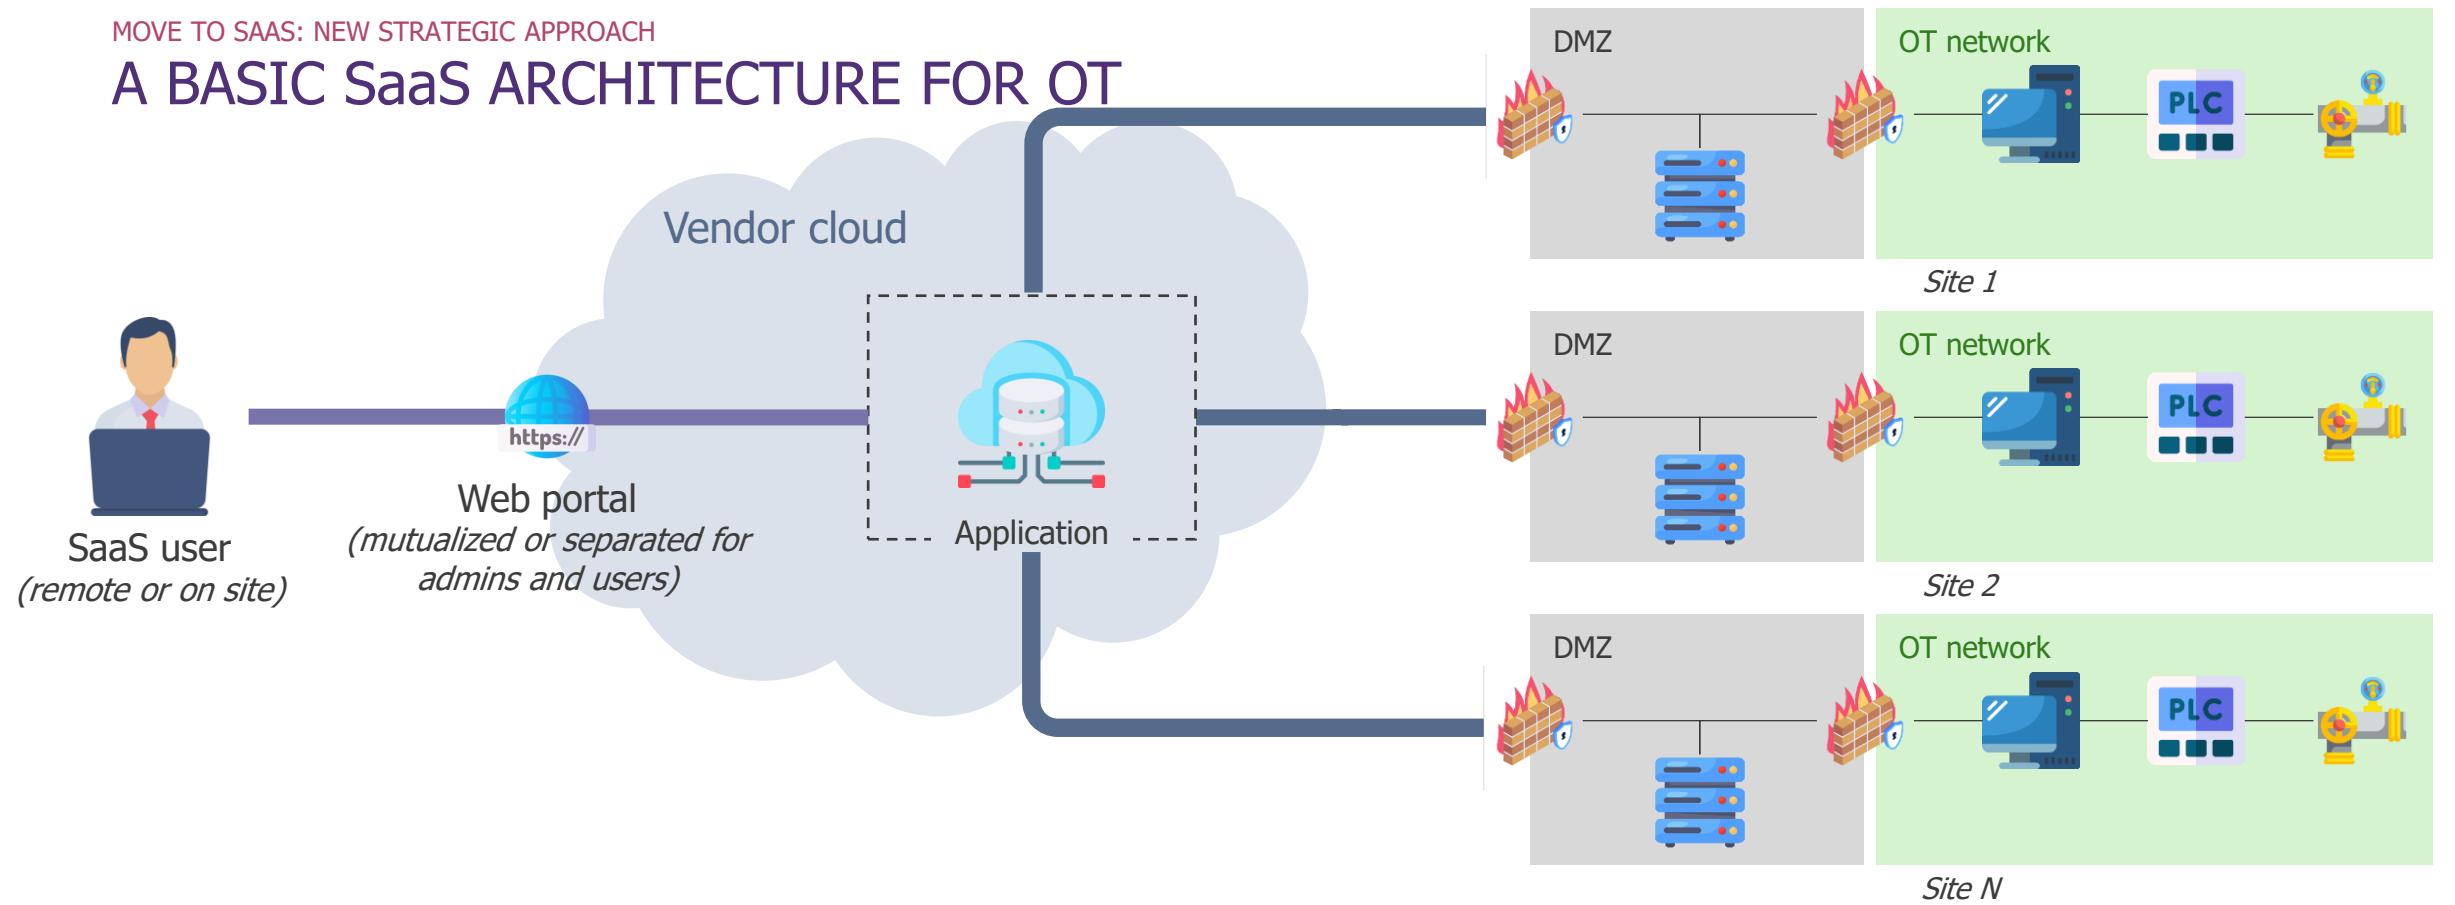 MOVE TO SAAS: NEW STRATEGIC APPROACH
A BASIC SaaS ARCHITECTURE FOR OT
Vendor cloud
https://
Web portal
(mutualized or separated for
admins and users)
SaaS user
(remote or on site)
Application
DMZ
OT network
PLC
Site 1
DMZ
OT network
PLC
Site 2
DMZ
OT network
PLC
Site N